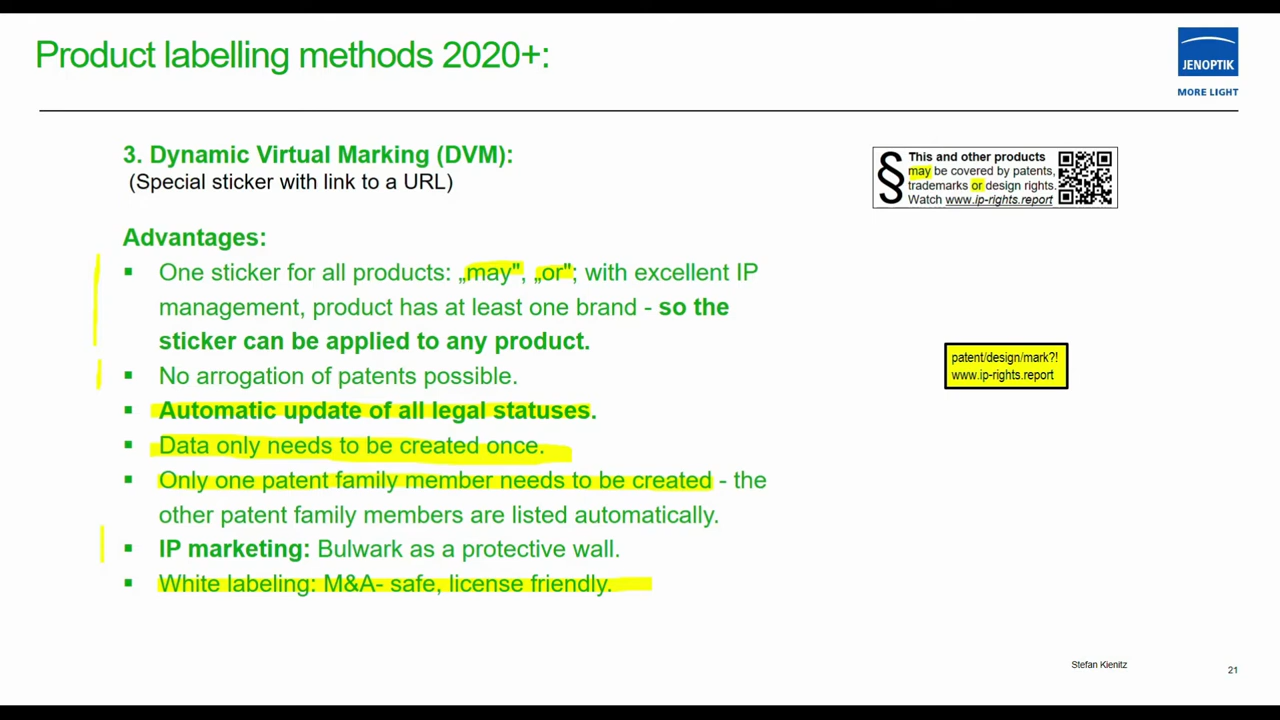 Product labelling methods 2020+:
JENOPTIK
MORE LIGHT
3. Dynamic Virtual Marking (DVM):
(Special sticker with link to a URL)
This and other products
may be covered by patents,
trademarks or design rights.
Watch www.ip-rights.report
§
Advantages:
▪ One sticker for all products: „may", „or"; with excellent IP
management, product has at least one brand - so the
sticker can be applied to any product.
▪ No arrogation of patents possible.
▪ Automatic update of all legal statuses.
▪ Data only needs to be created once.
▪ Only one patent family member needs to be created - the
other patent family members are listed automatically.
▪ IP marketing: Bulwark as a protective wall.
▪ White labeling: M&A- safe, license friendly.
patent/design/mark?!
www.ip-rights.report
Stefan Kienitz
21